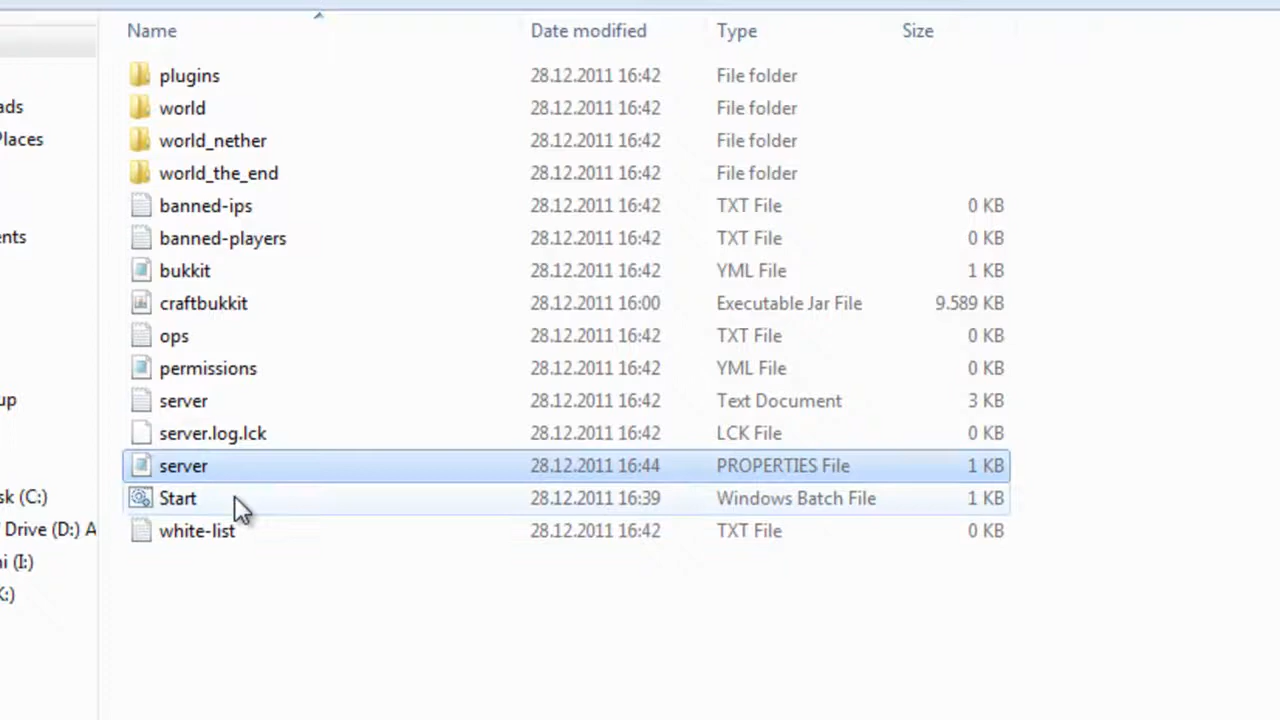 Name Date modified Type Size
plugins 28.12.2011 16:42 File folder
ads world 28.12.2011 16:42 File folder
Places world_nether 28.12.2011 16:42 File folder
world_the_end 28.12.2011 16:42 File folder
banned-ips 28.12.2011 16:42 TXT File 0 KB
ents banned-players 28.12.2011 16:42 TXT File 0 KB
bukkit 28.12.2011 16:42 YML File 1 KB
craftbukkit 28.12.2011 16:00 Executable Jar File 9.589 KB
ops 28.12.2011 16:42 TXT File 0 KB
permissions 28.12.2011 16:42 YML File 0 KB
up server 28.12.2011 16:42 Text Document 3 KB
server.log.lck 28.12.2011 16:42 LCK File 0 KB
server 28.12.2011 16:44 PROPERTIES File 1 KB
sk (C:) Start 28.12.2011 16:39 Windows Batch File 1 KB
Drive (D:) A white-list 28.12.2011 16:42 TXT File 0 KB
ni (I:)
K:)